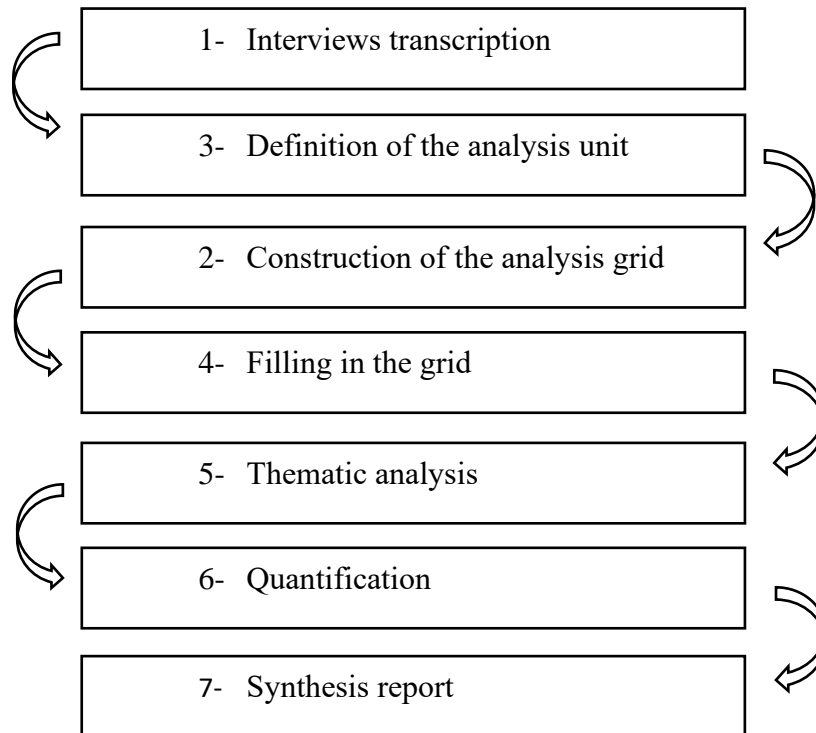 1- Interviews transcription
3- Definition of the analysis unit
2- Construction of the analysis grid
4- Filling in the grid
5- Thematic analysis
6- Quantification
7- Synthesis report